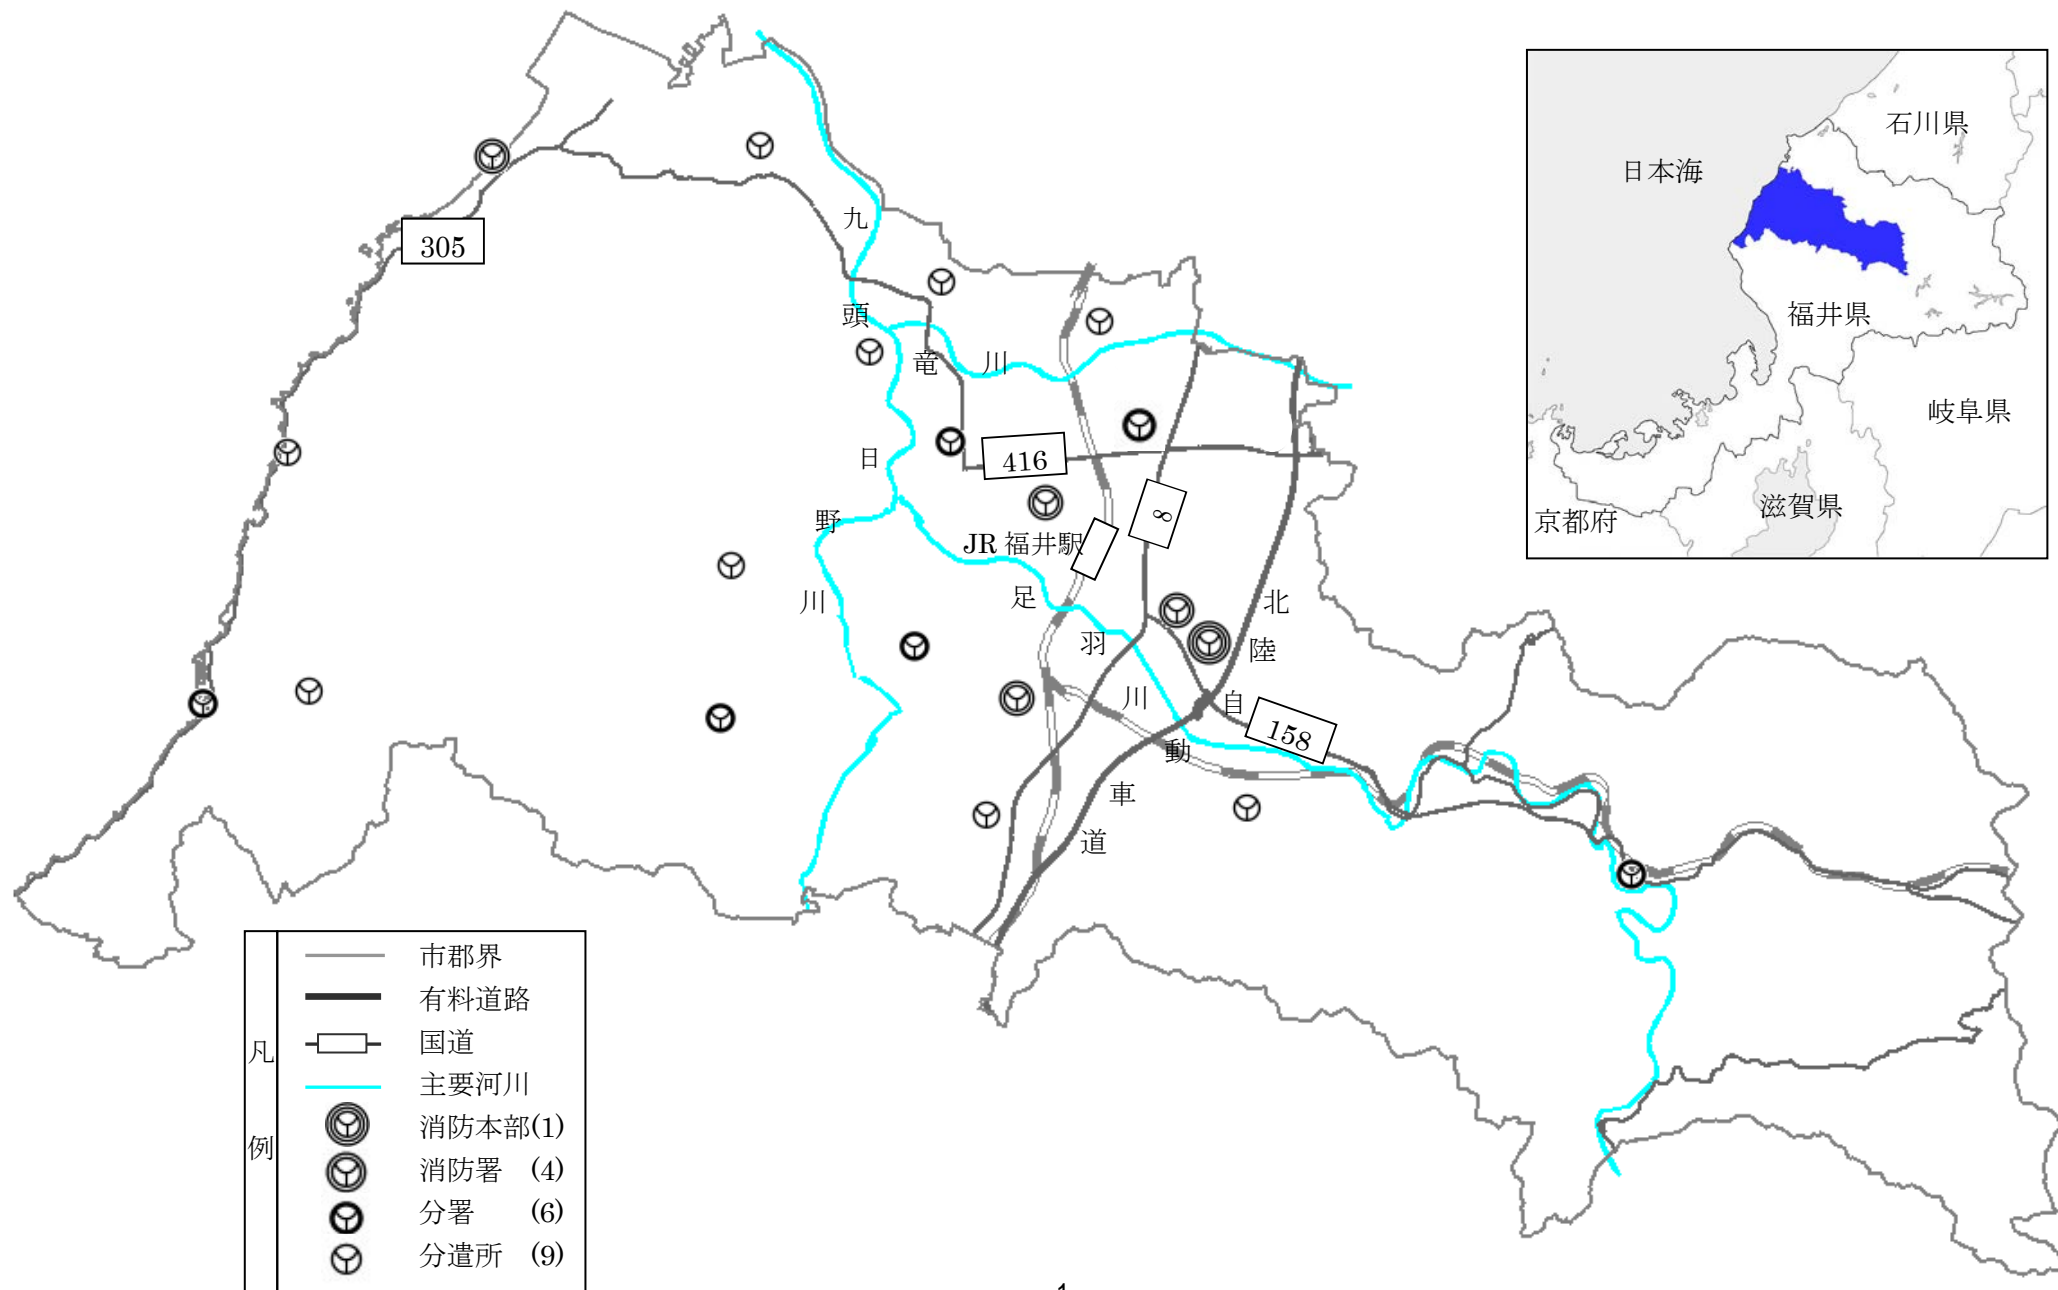 石川県
日本海
福井県
岐阜県
滋賀県
京都府
305
416
8
158
九頭竜川
日野川
JR 福井駅
足羽川
北陸自動車道
凡例
市郡界
有料道路
国道
主要河川
消防本部(1)
消防署 (4)
分署 (6)
分遣所 (9)